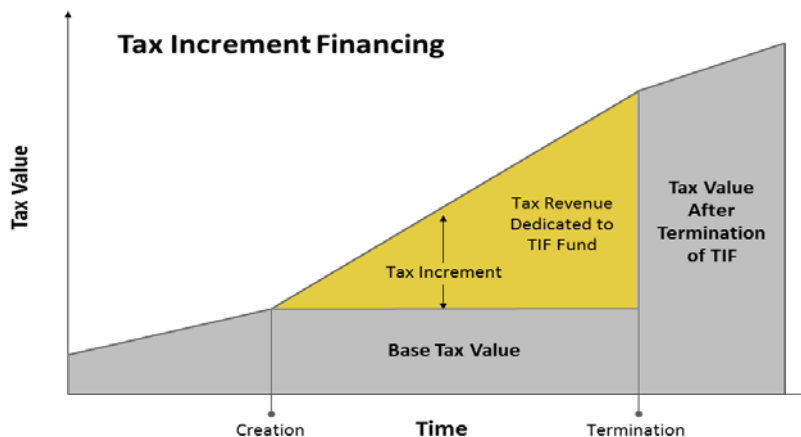 Tax Increment Financing
Tax Value
Tax Revenue
Dedicated to
TIF Fund
Tax Increment
Tax Value
After
Termination
of TIF
Base Tax Value
Creation
Time
Termination